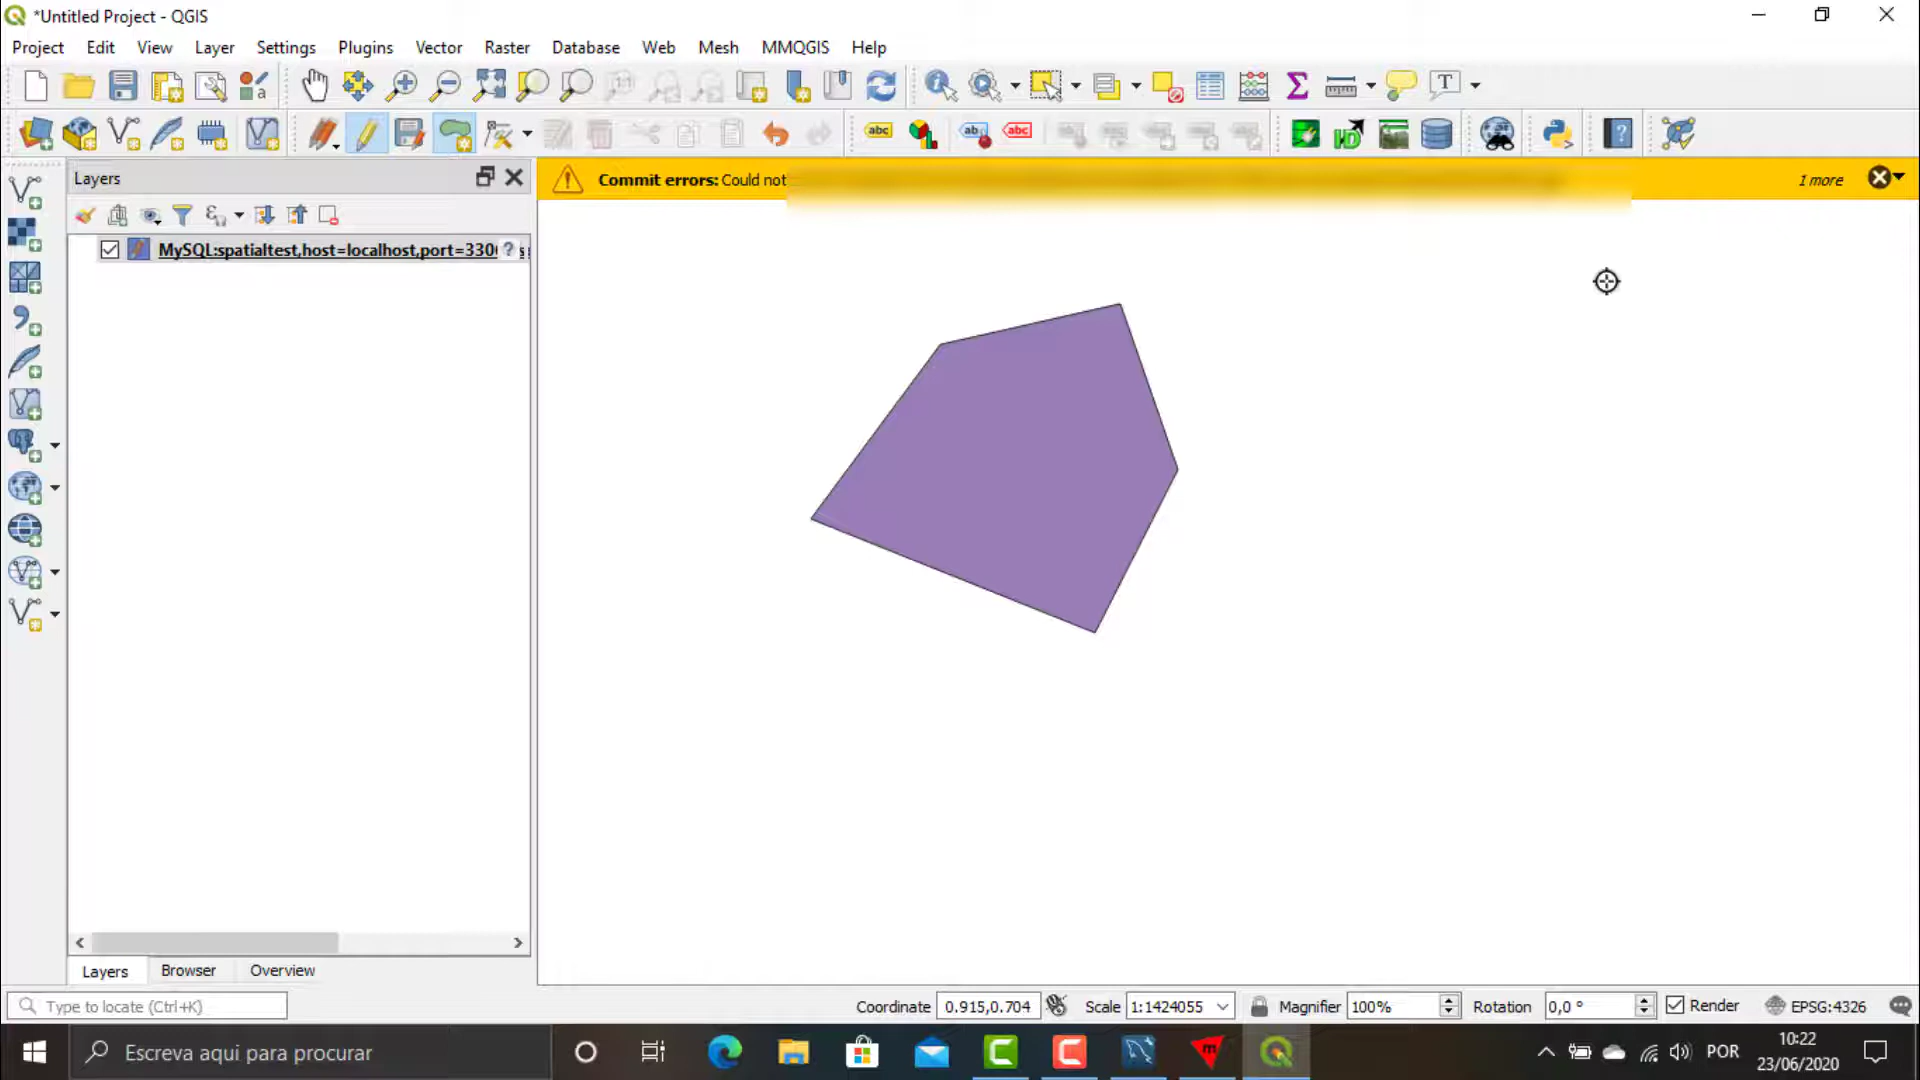 *Untitled Project - QGIS
Project Edit View Layer Settings Plugins Vector Raster Database Web Mesh MMQGIS Help
Layers
Commit errors: Could not
1 more
MySQL:spatialtest,host=localhost,port=330
Layers Browser Overview
Type to locate (Ctrl+K)
Coordinate 0.915,0.704 Scale 1:1424055 Magnifier 100% Rotation 0,0 ° Render EPSG:4326
Escreva aqui para procurar
POR
10:22
23/06/2020